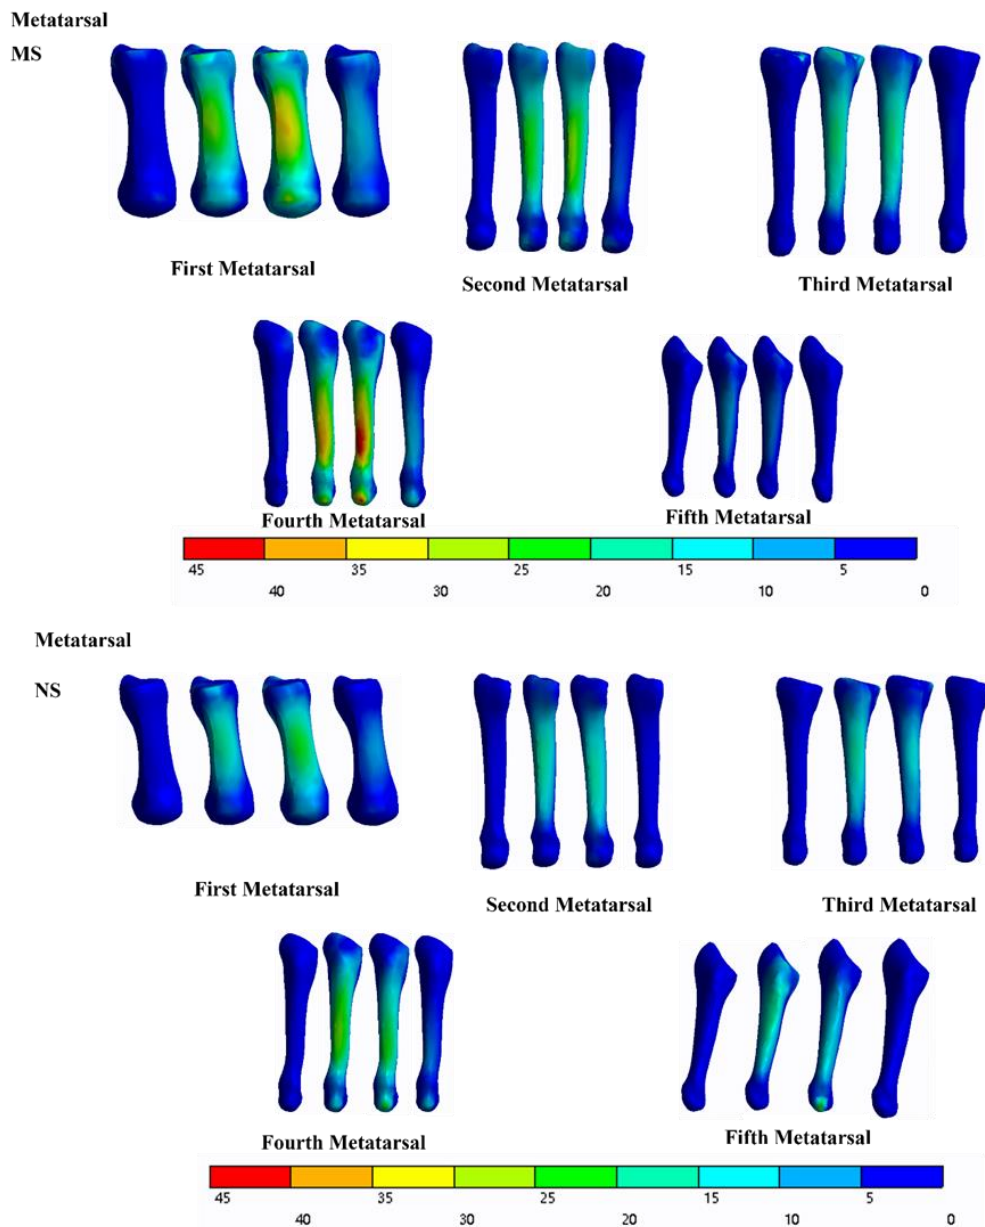 Metatarsal
MS
First Metatarsal
Second Metatarsal
Third Metatarsal
Fourth Metatarsal
Fifth Metatarsal
45 35 25 15 5
40 30 20 10 0
Metatarsal
NS
First Metatarsal
Second Metatarsal
Third Metatarsal
Fourth Metatarsal
Fifth Metatarsal
45 35 25 15 5
40 30 20 10 0